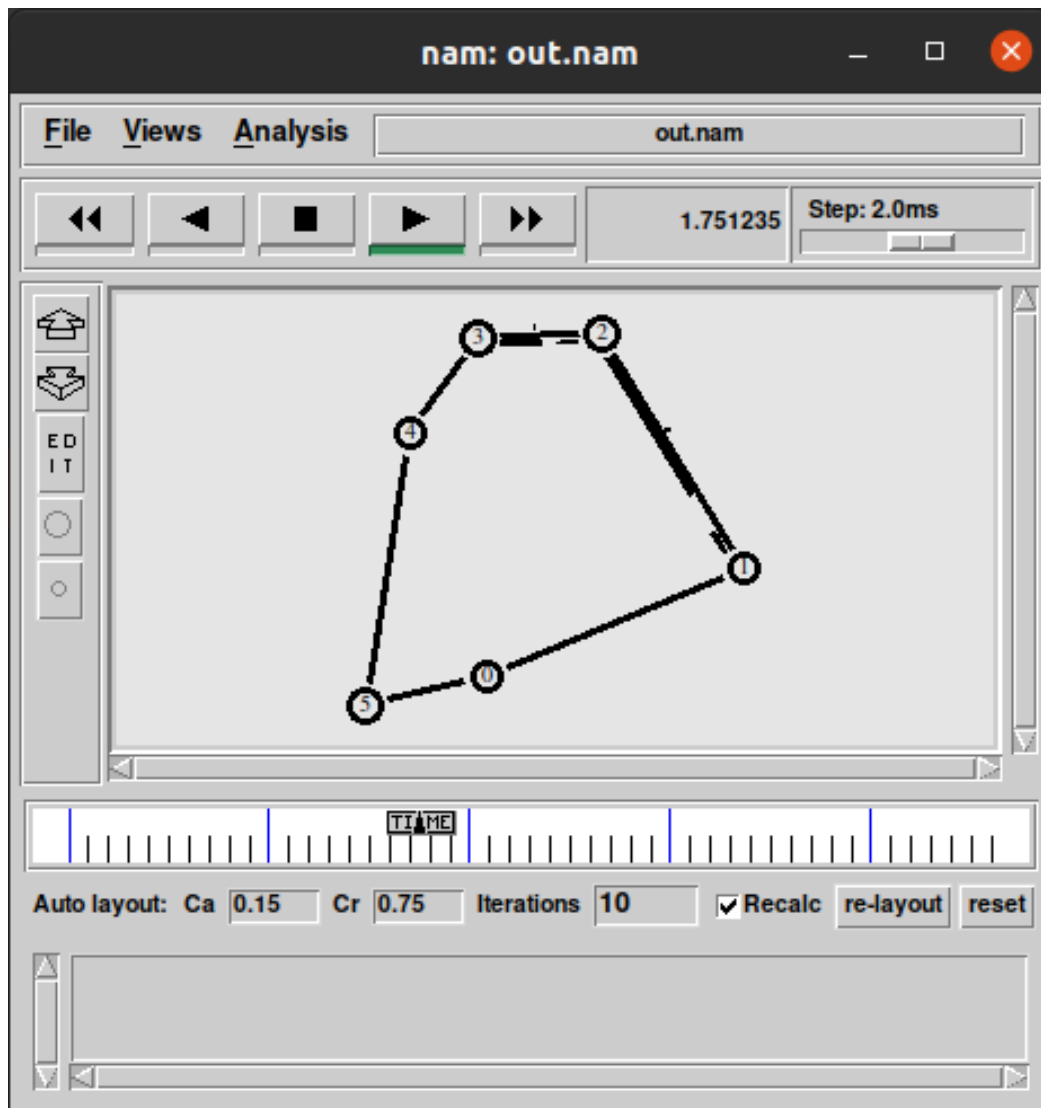 nam: out.nam
File Views Analysis out.nam
1.751235 Step: 2.0ms
3 2
4
E D
I T
1
0
5
TIME
Auto layout: Ca 0.15 Cr 0.75 Iterations 10 Recalc re-layout reset